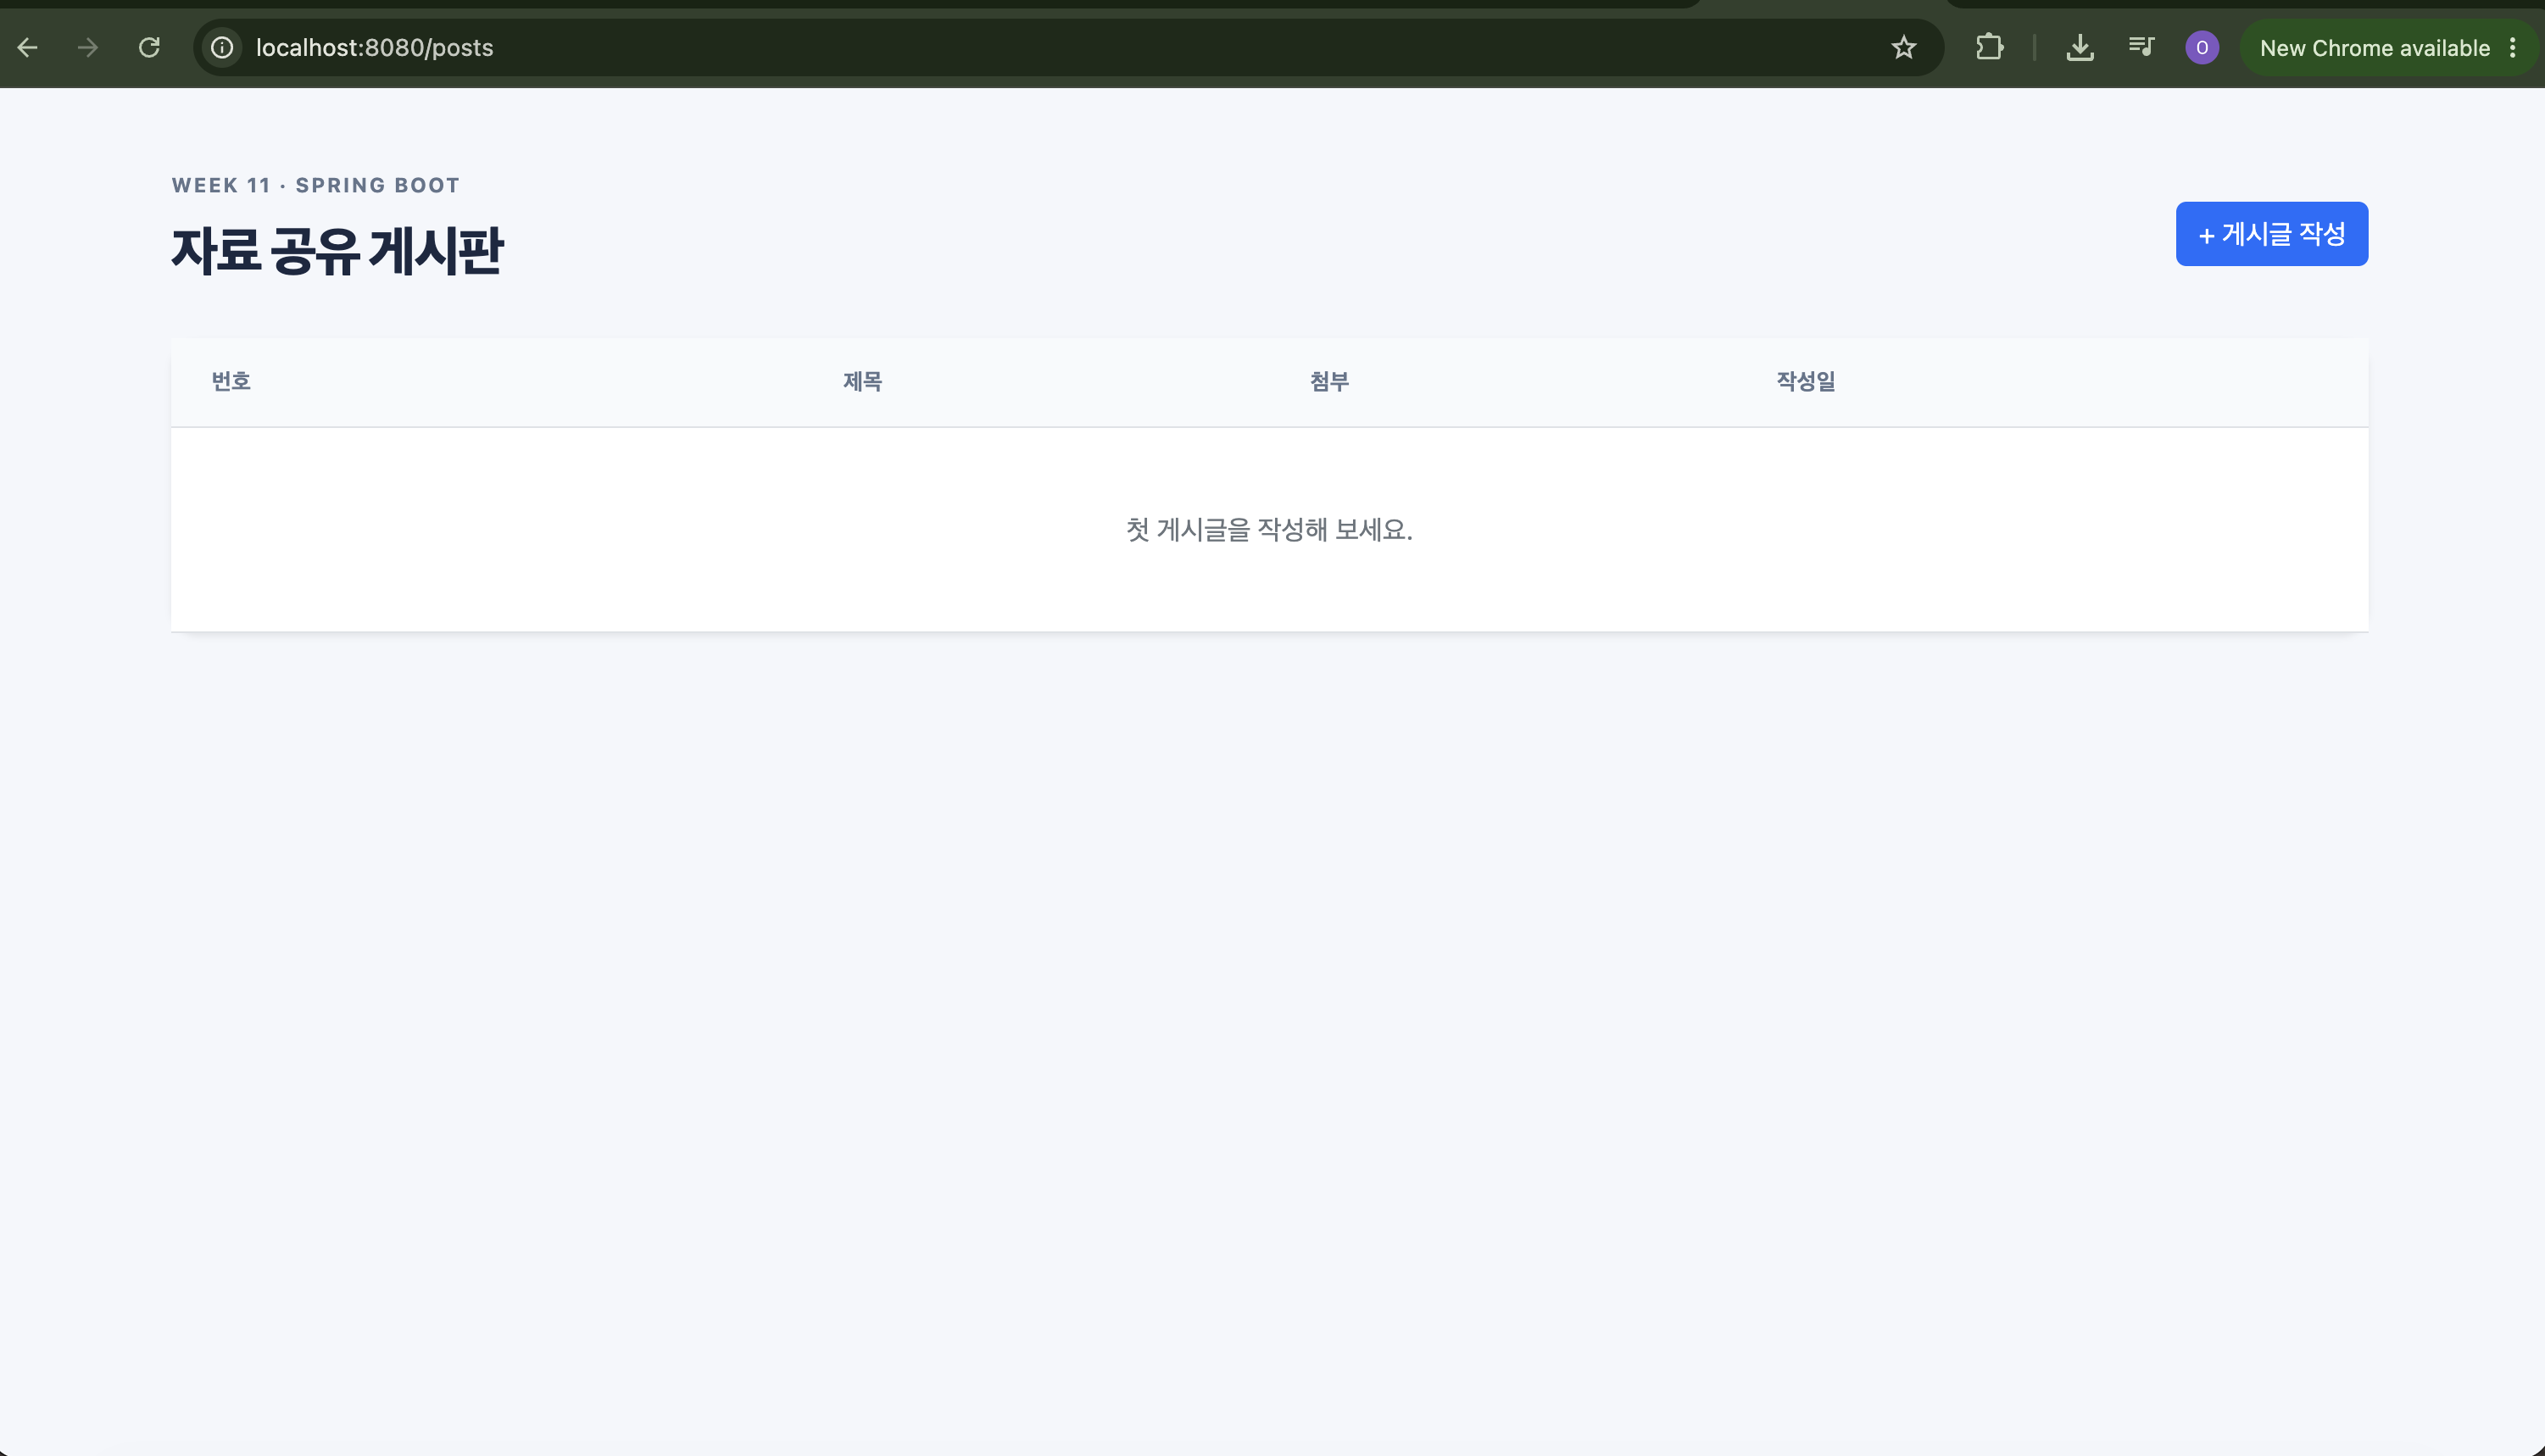 localhost:8080/posts
O
New Chrome available
WEEK 11 · SPRING BOOT
자료 공유 게시판
+ 게시글 작성
번호 제목 첨부 작성일
첫 게시글을 작성해 보세요.